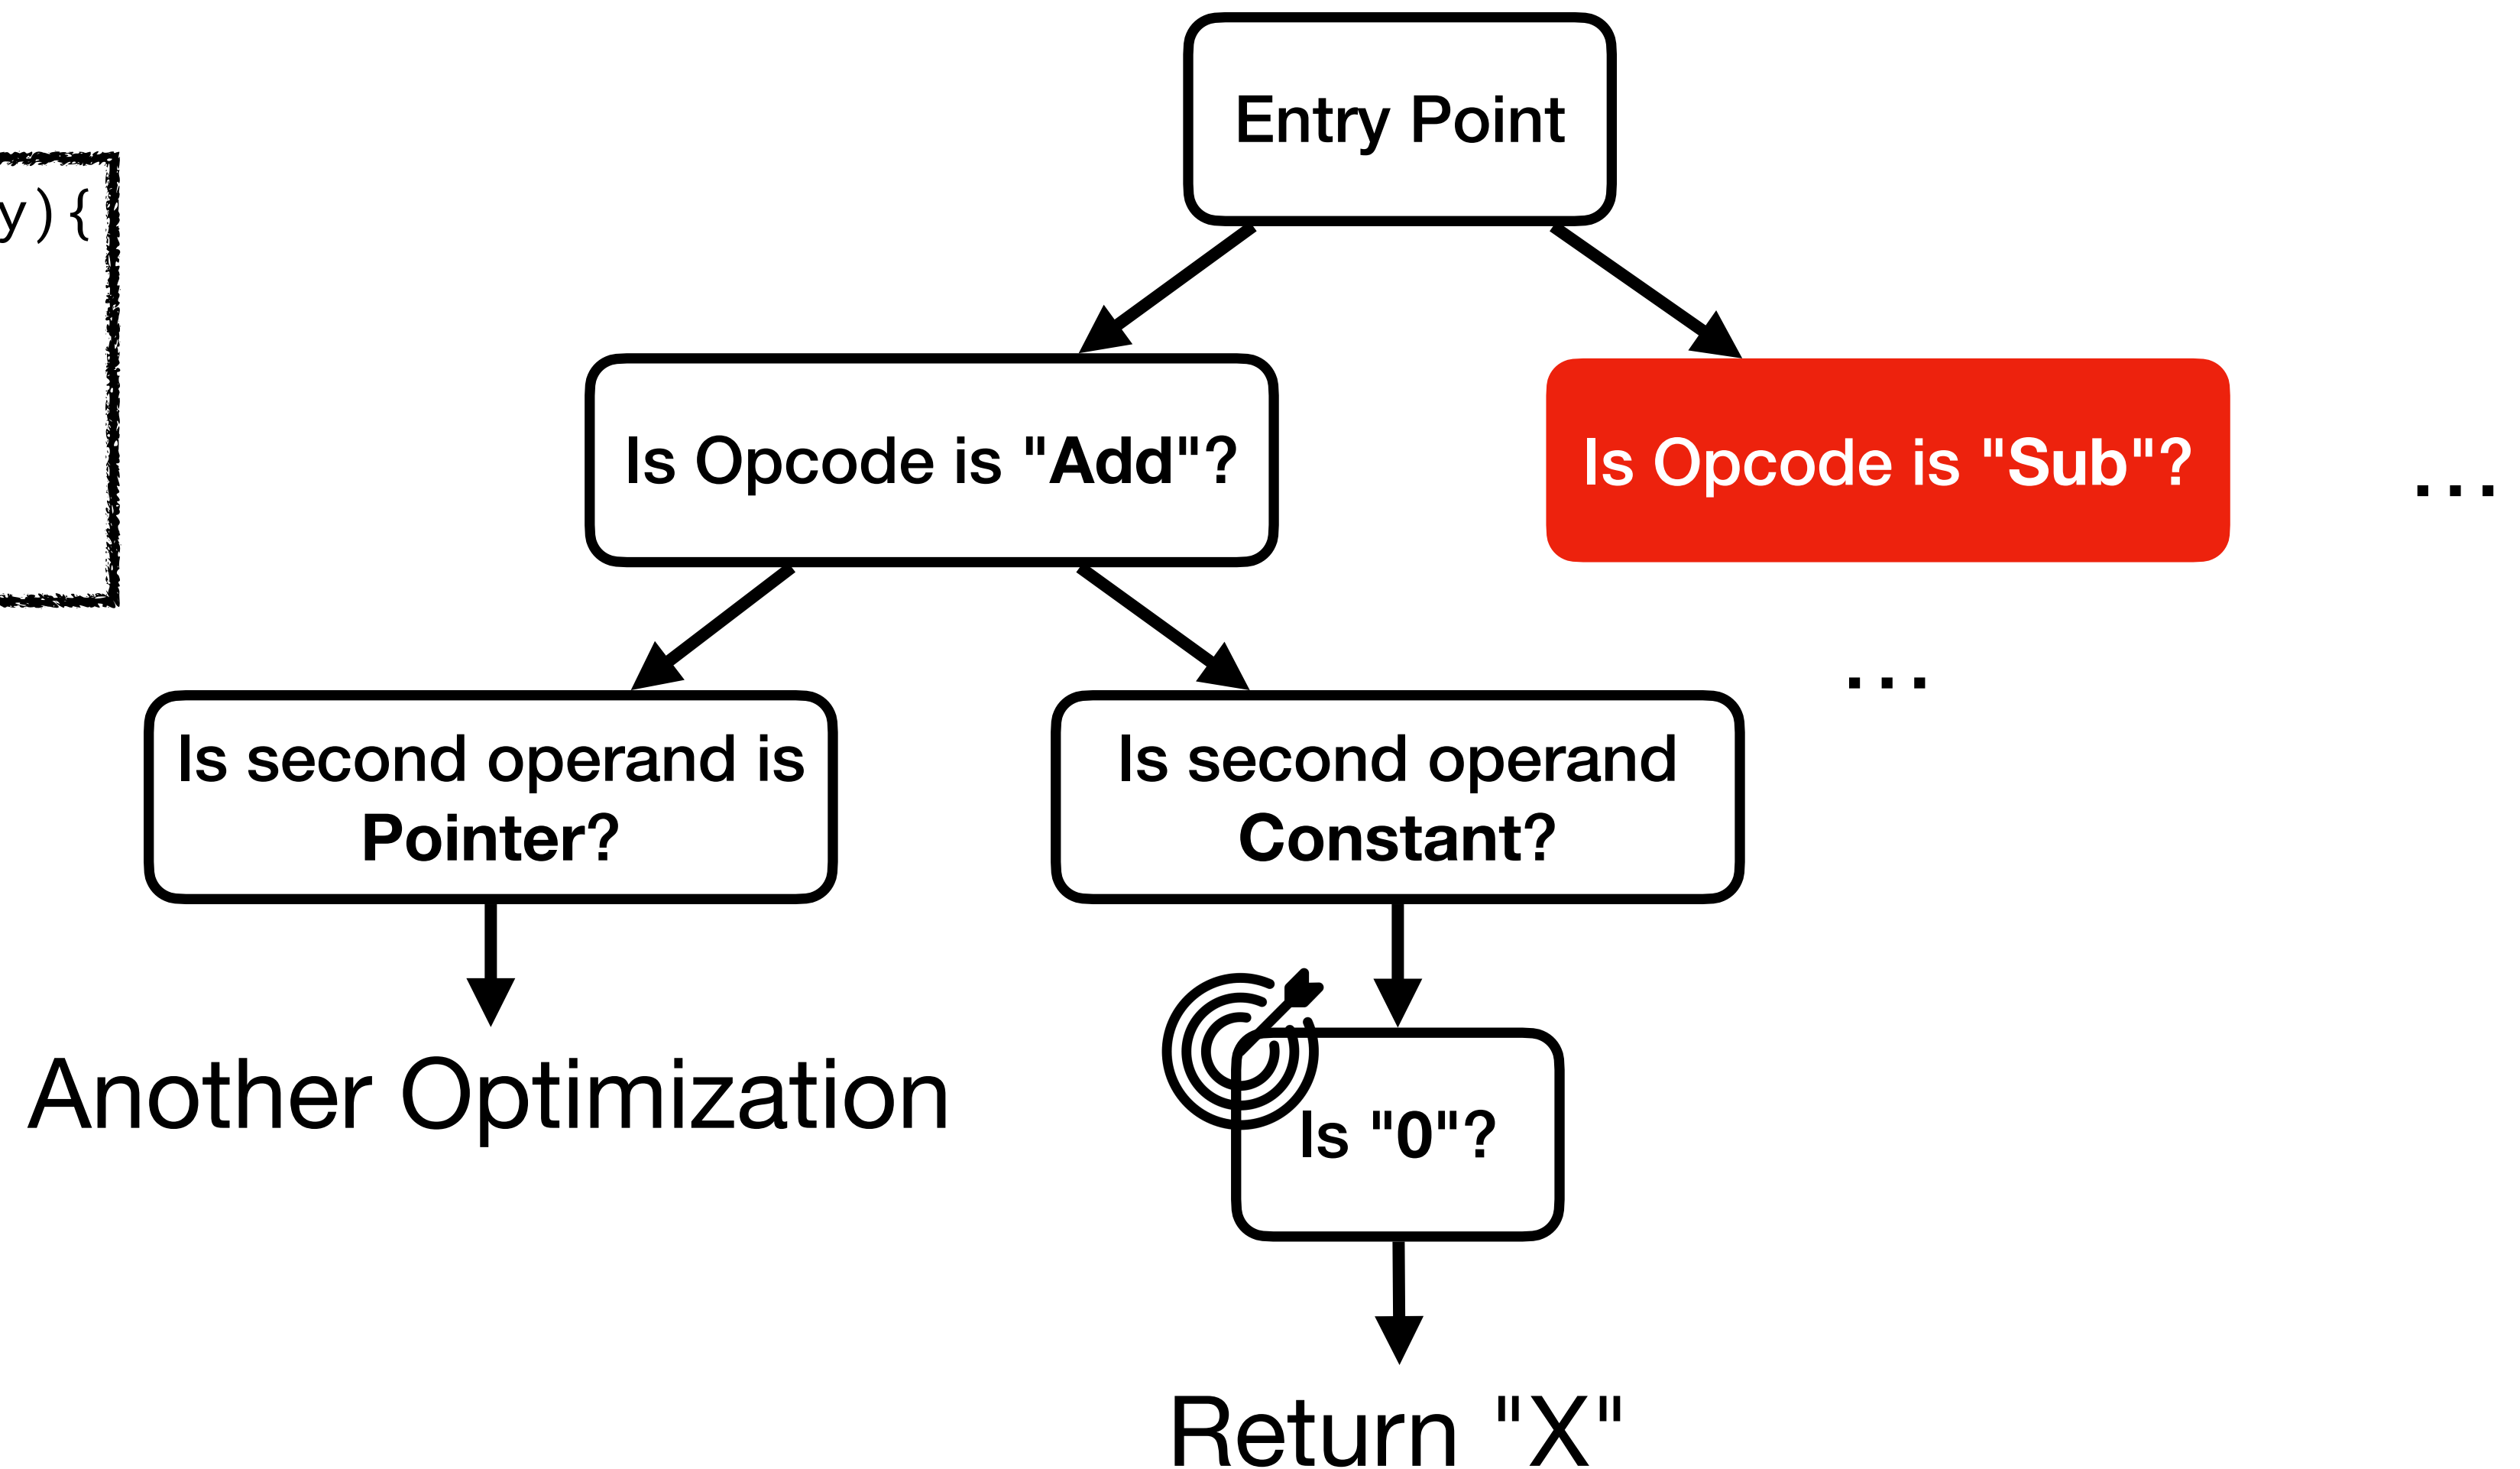 Entry Point
y){
Is Opcode is "Add"?
Is Opcode is "Sub"?
...
...
Is second operand is
Pointer?
Is second operand
Constant?
Another Optimization
Is "0"?
Return "X"